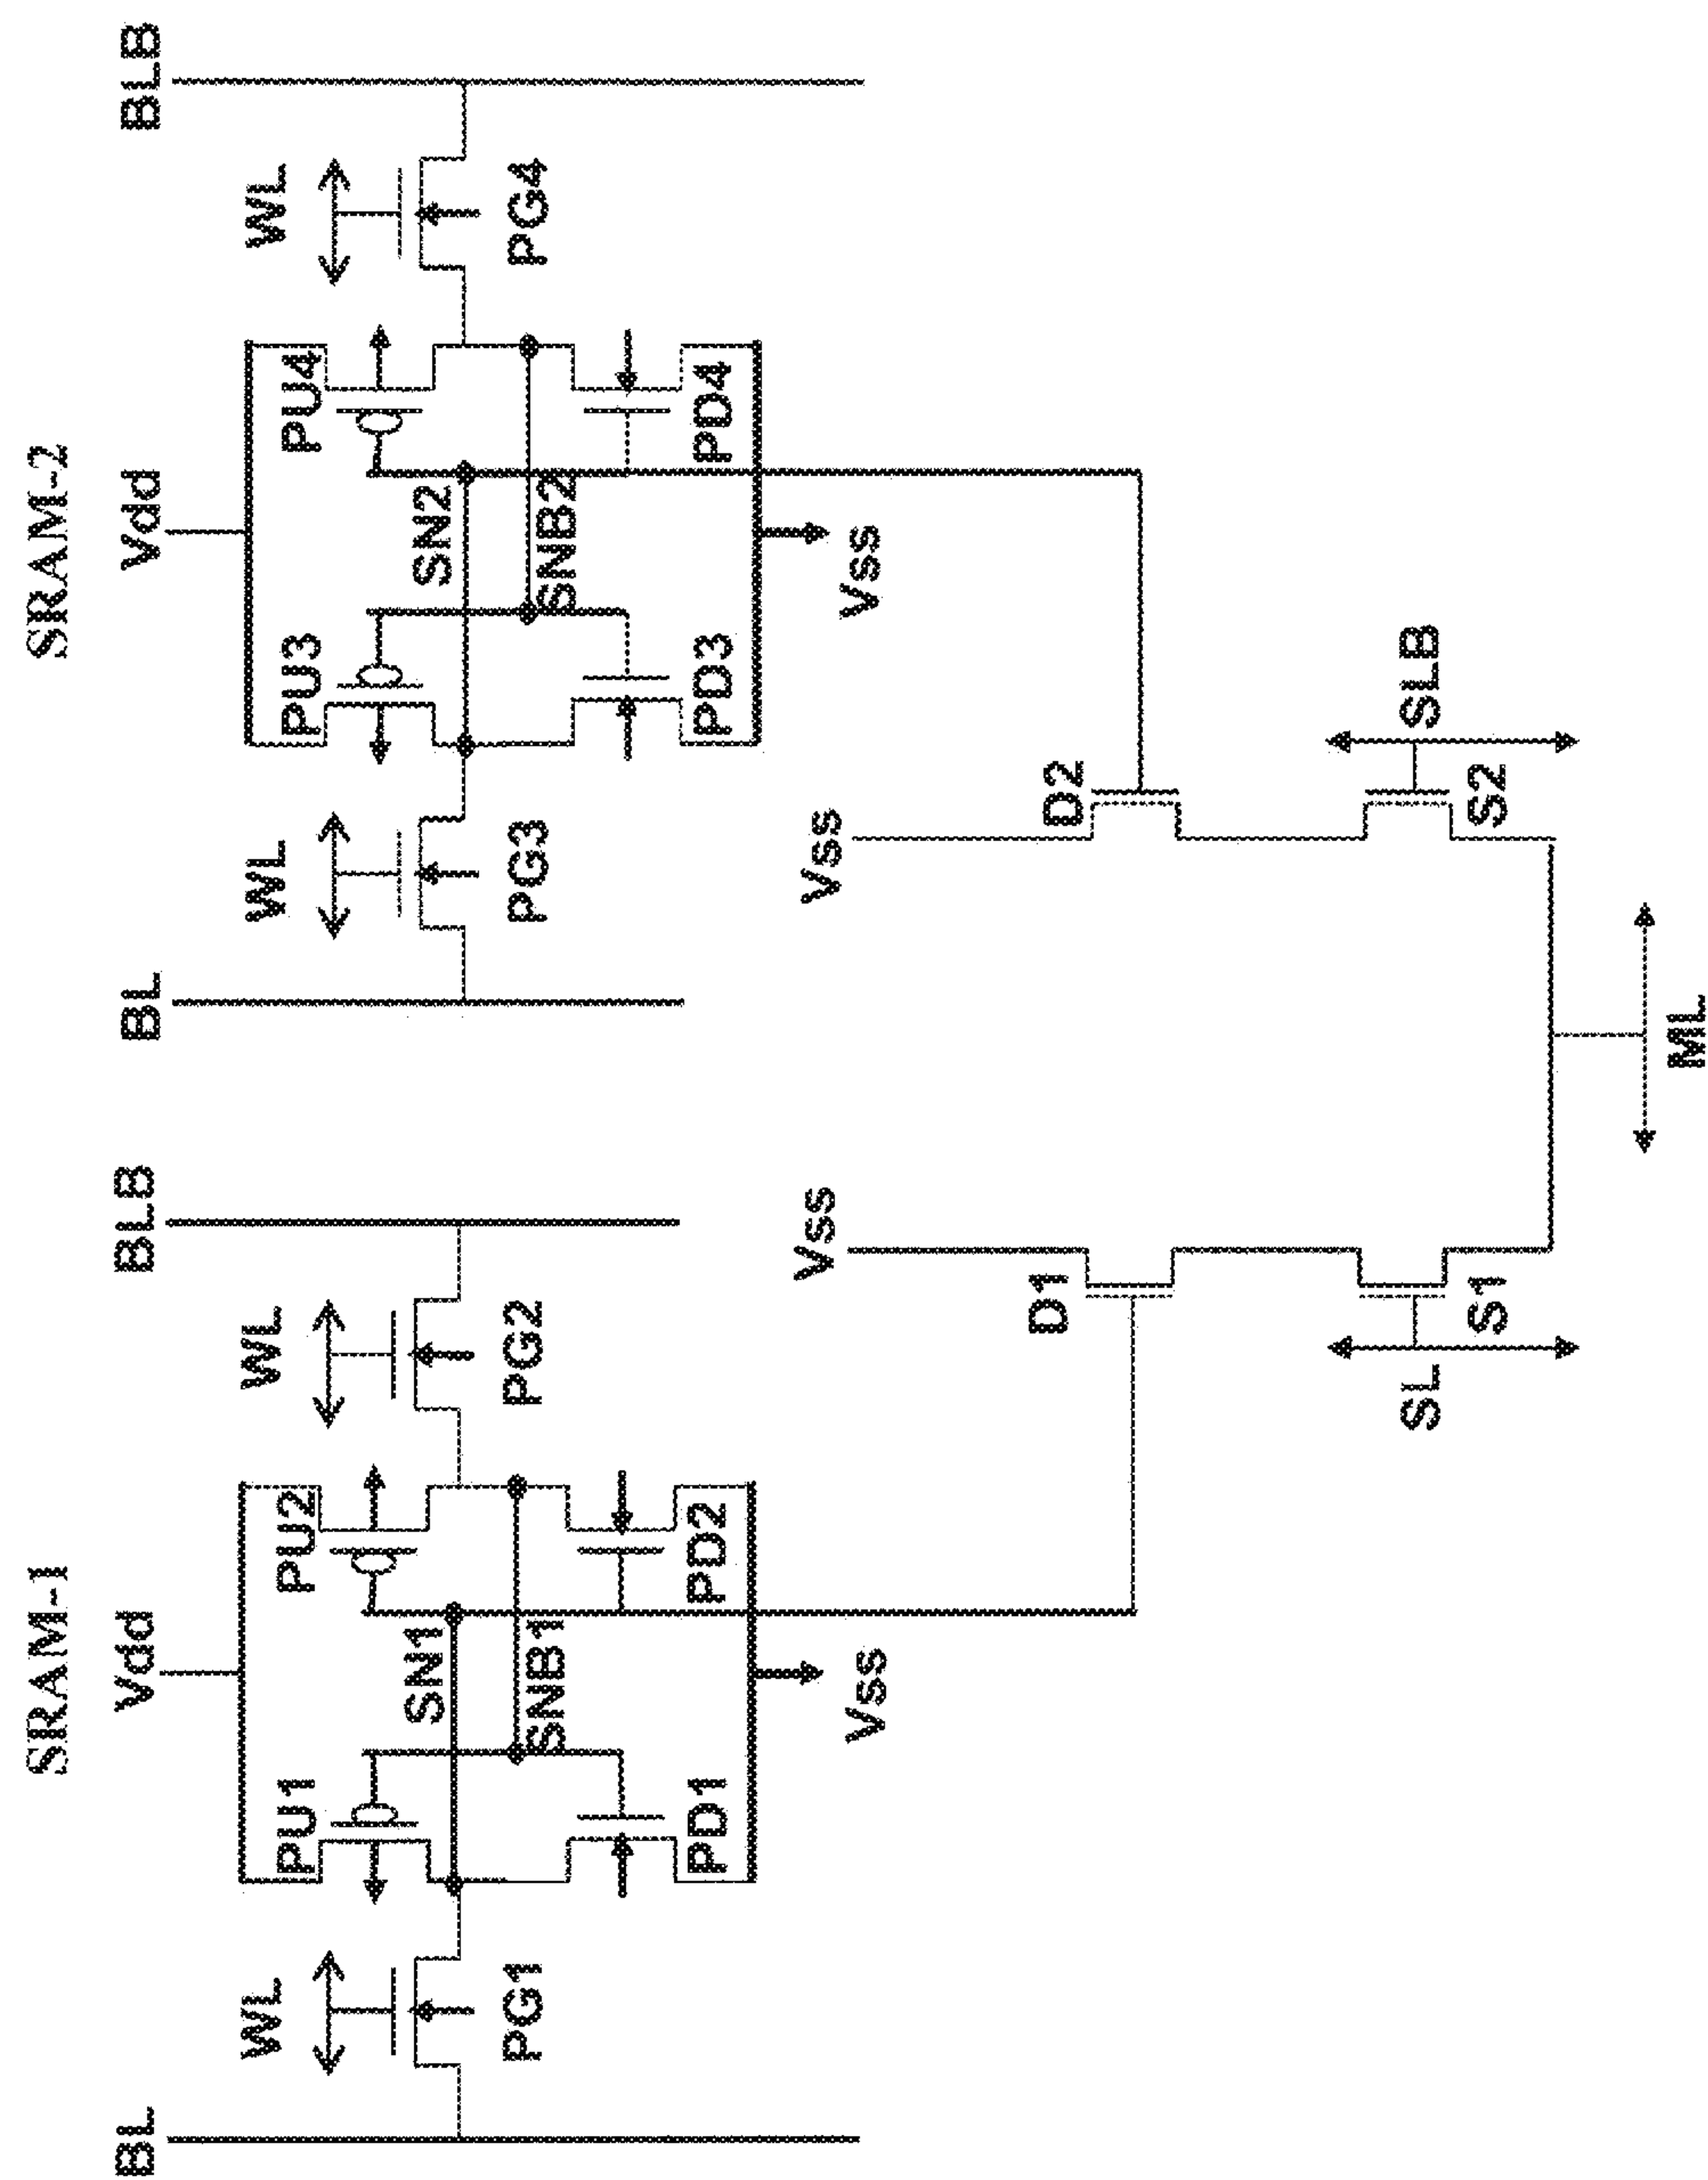 SRAM-1
SRAM-2
BL
Vdd
BLB
BL
Vdd
BLB
WL
PU1
PU2
WL
WL
PU3
PU4
WL
SN1
SN2
PG1
SNB1
PG2
PG3
SNB2
PG4
PD1
PD2
PD3
PD4
Vss
Vss
Vss
Vss
D1
D2
SL
SLB
S1
S2
ML